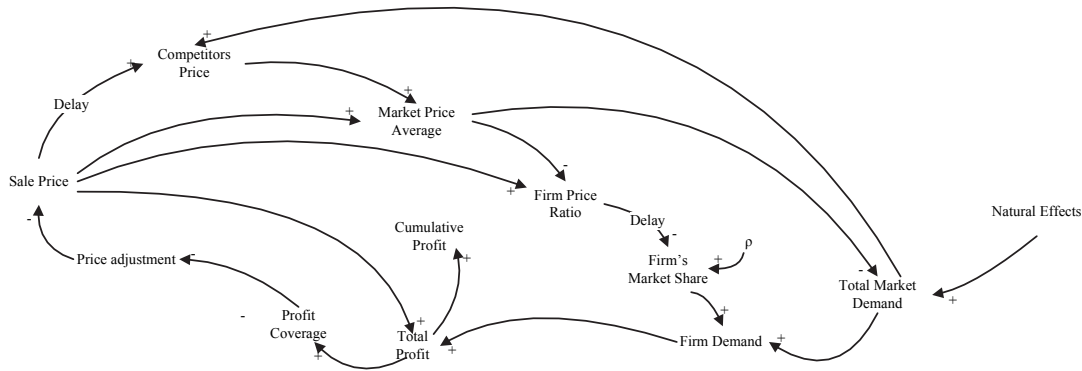 +
Competitors
Price
+
+
Delay
Market Price
Average
+
Sale Price
-
Firm Price
Ratio
+
Natural Effects
Cumulative
Profit
Delay
-
-
ρ
Price adjustment
-
+
Firm's
Market Share
+
-
Total Market
Demand
+
Profit
Coverage
-
+
Total
Profit
+
+
Firm Demand
+
+
+